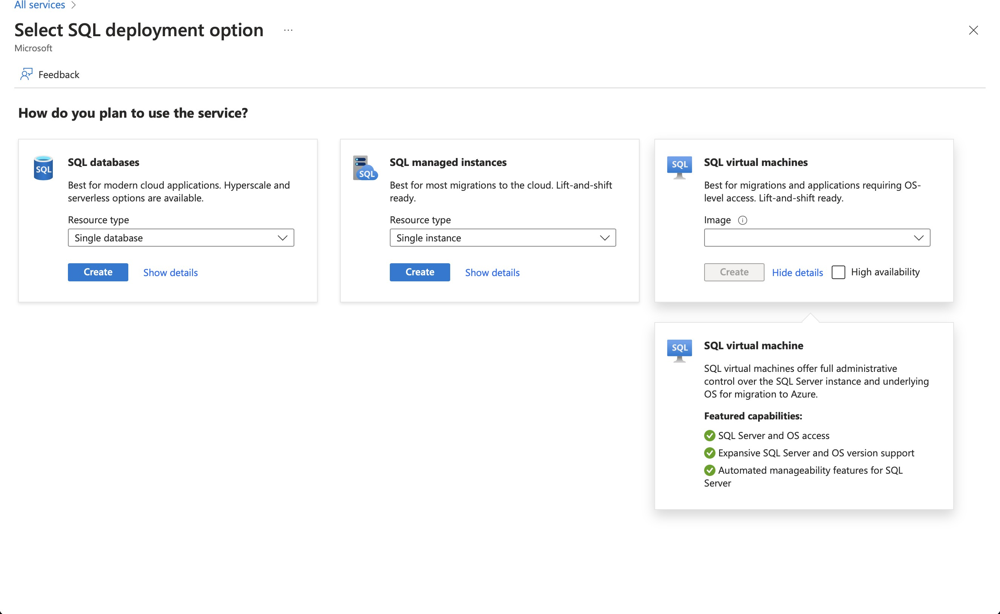 All services
Select SQL deployment option ...
Microsoft
Feedback
How do you plan to use the service?
SQL
SQL databases
Best for modern cloud applications. Hyperscale and
serverless options are available.
Resource type
Single database
Create Show details
SQL
SQL managed instances
Best for most migrations to the cloud. Lift-and-shift
ready.
Resource type
Single instance
Create Show details
SQL
SQL virtual machines
Best for migrations and applications requiring OS-
level access. Lift-and-shift ready.
Image
Create Hide details High availability
SQL
SQL virtual machine
SQL virtual machines offer full administrative
control over the SQL Server instance and underlying
OS for migration to Azure.
Featured capabilities:
SQL Server and OS access
Expansive SQL Server and OS version support
Automated manageability features for SQL
Server